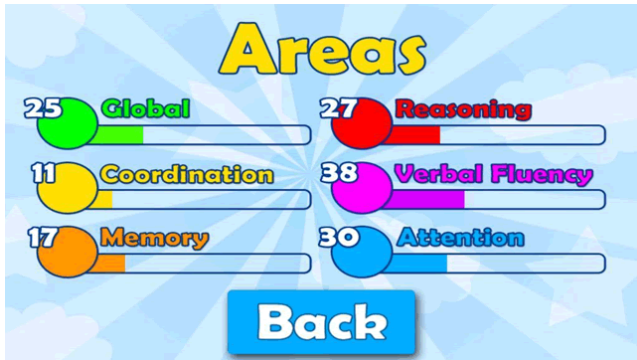 Areas
25 Global
27 Reasoning
11 Coordination
38 Verbal Fluency
17 Memory
30 Attention
Back